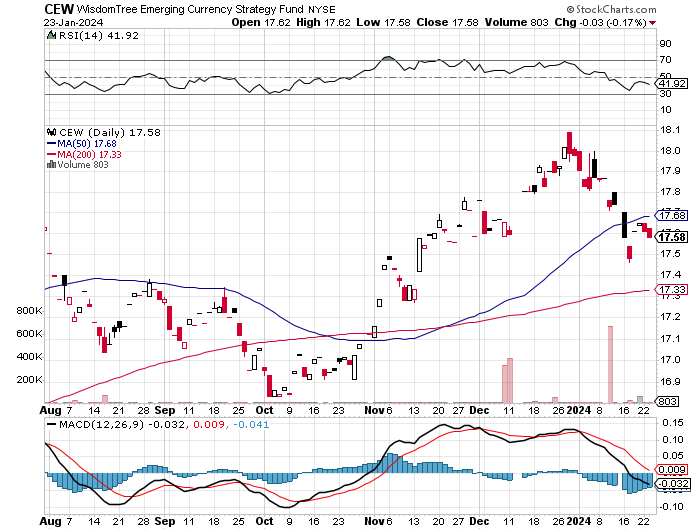 CEW WisdomTree Emerging Currency Strategy Fund NYSE © StockCharts.com
23-Jan-2024 Open 17.62 High 17.62 Low 17.58 Close 17.58 Volume 803 Chg -0.03 (-0.17%)
RSI(14) 41.92
90
70
50
41.92
30
10
CEW (Daily) 17.58
MA(50) 17.68
MA(200) 17.33
Volume 803
18.1
18.0
17.9
17.8
17.7
17.68
17.58
17.5
17.4
17.33
17.2
17.1
17.0
16.9
800K
600K
400K
200K
803
Aug 7 14 21 28 Sep 11 18 25 Oct 9 16 23 Nov 6 13 20 27 Dec 11 18 26 2024 8 16 22
MACD(12,26,9) -0.032, 0.009, -0.041
0.15
0.10
0.05
0.009
-0.032
-0.10
Aug 7 14 21 28 Sep 11 18 25 Oct 9 16 23 Nov 6 13 20 27 Dec 11 18 26 2024 8 16 22